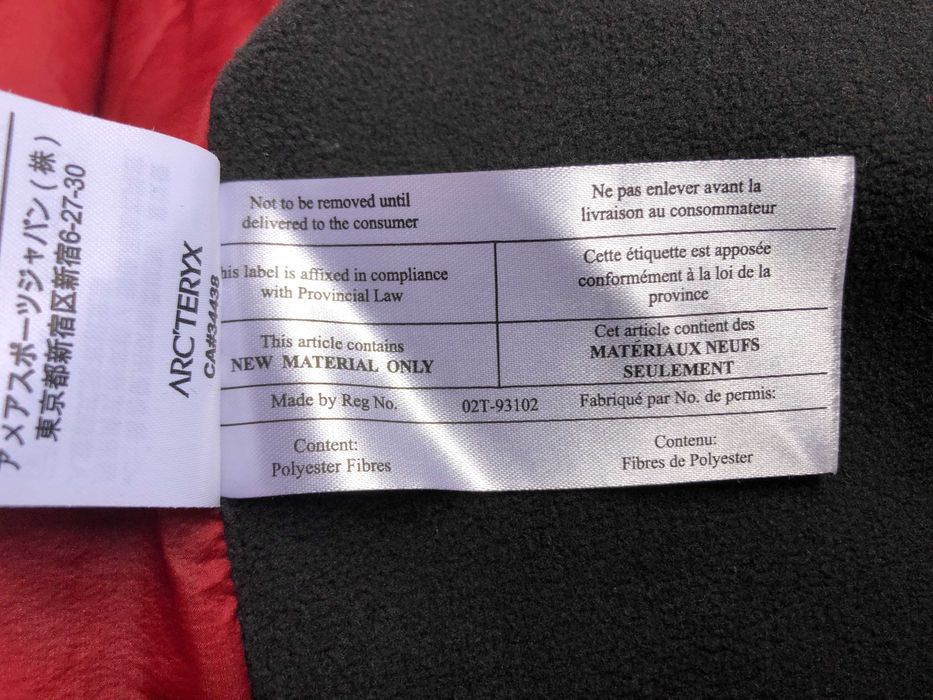 アメアスポーツジャパン(株)
東京都新宿区新宿6-27-30
ARC'TERYX
CA#34438
Not to be removed until
delivered to the consumer
Ne pas enlever avant la
livraison au consommateur
his label is affixed in compliance
with Provincial Law
Cette étiquette est apposée
conformément à la loi de la
province
This article contains
NEW MATERIAL ONLY
Cet article contient des
MATÉRIAUX NEUFS
SEULEMENT
Made by Reg No. 02T-93102 Fabriqué par No. de permis:
Content:
Polyester Fibres
Contenu:
Fibres de Polyester